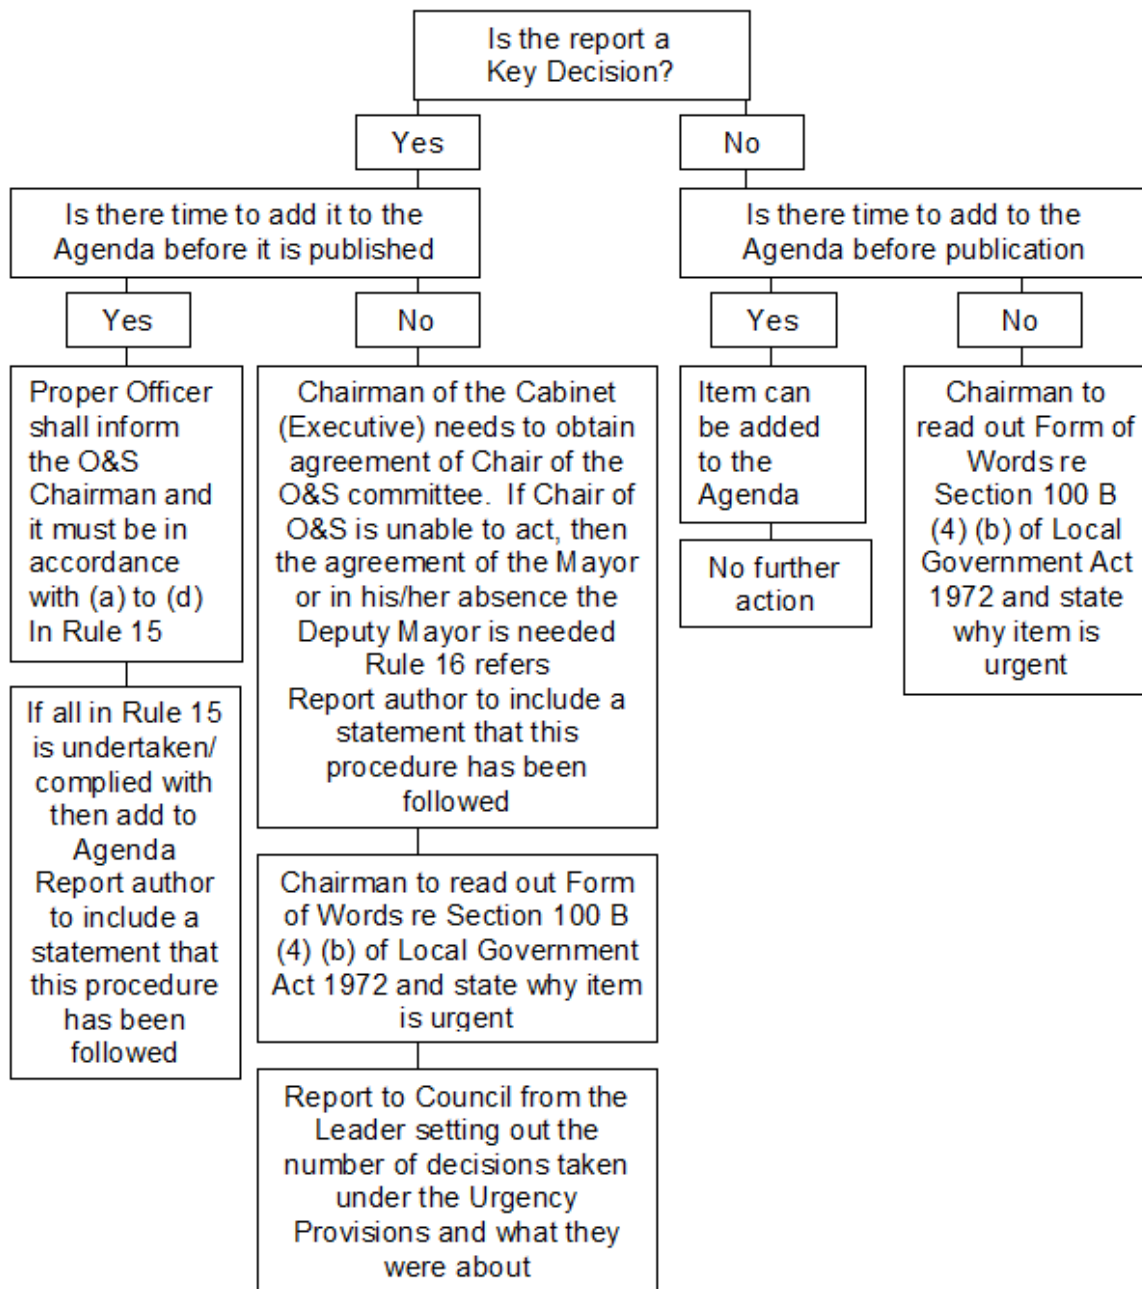 Is the report a
Key Decision?
Yes
No
Is there time to add it to the
Agenda before it is published
Is there time to add to the
Agenda before publication
Yes
No
Yes
No
Proper Officer
shall inform
the O&S
Chairman and
it must be in
accordance
with (a) to (d)
In Rule 15
Chairman of the Cabinet
(Executive) needs to obtain
agreement of Chair of the
O&S committee. If Chair of
O&S is unable to act, then
the agreement of the Mayor
or in his/her absence the
Deputy Mayor is needed
Rule 16 refers
Report author to include a
statement that this
procedure has been
followed
Item can
be added
to the
Agenda
Chairman to
read out Form of
Words re
Section 100 B
(4) (b) of Local
Government Act
1972 and state
why item is
urgent
No further
action
If all in Rule 15
is undertaken/
complied with
then add to
Agenda
Report author
to include a
statement that
this procedure
has been
followed
Chairman to read out Form
of Words re Section 100 B
(4) (b) of Local Government
Act 1972 and state why item
is urgent
Report to Council from the
Leader setting out the
number of decisions taken
under the Urgency
Provisions and what they
were about